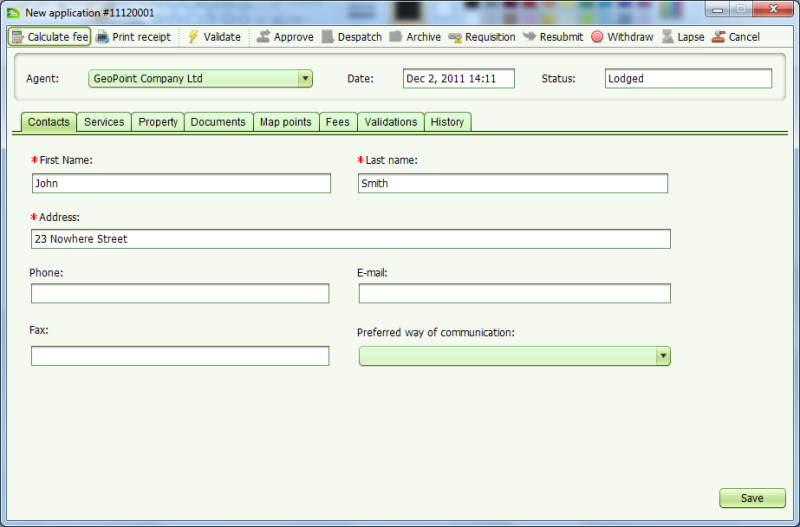 New application #11120001
Calculate fee Print receipt Validate Approve Despatch Archive Requisition Resubmit Withdraw Lapse Cancel
Agent: GeoPoint Company Ltd Date: Dec 2, 2011 14:11 Status: Lodged
Contacts Services Property Documents Map points Fees Validations History
* First Name: * Last name:
John Smith
* Address:
23 Nowhere Street
Phone: E-mail:
Fax: Preferred way of communication:
Save